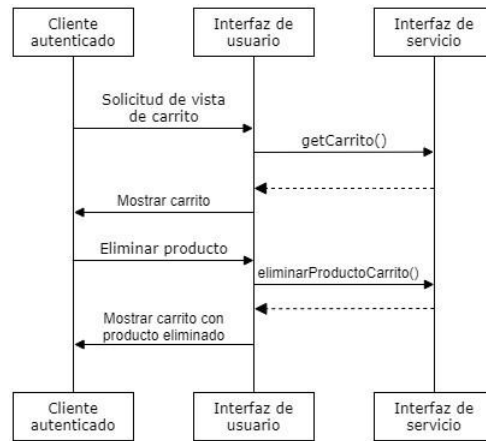 Cliente
autenticado
Interfaz de
usuario
Interfaz de
servicio
Solicitud de vista
de carrito
getCarrito()
Mostrar carrito
Eliminar producto
eliminarProductoCarrito()
Mostrar carrito con
producto eliminado
Cliente
autenticado
Interfaz de
usuario
Interfaz de
servicio